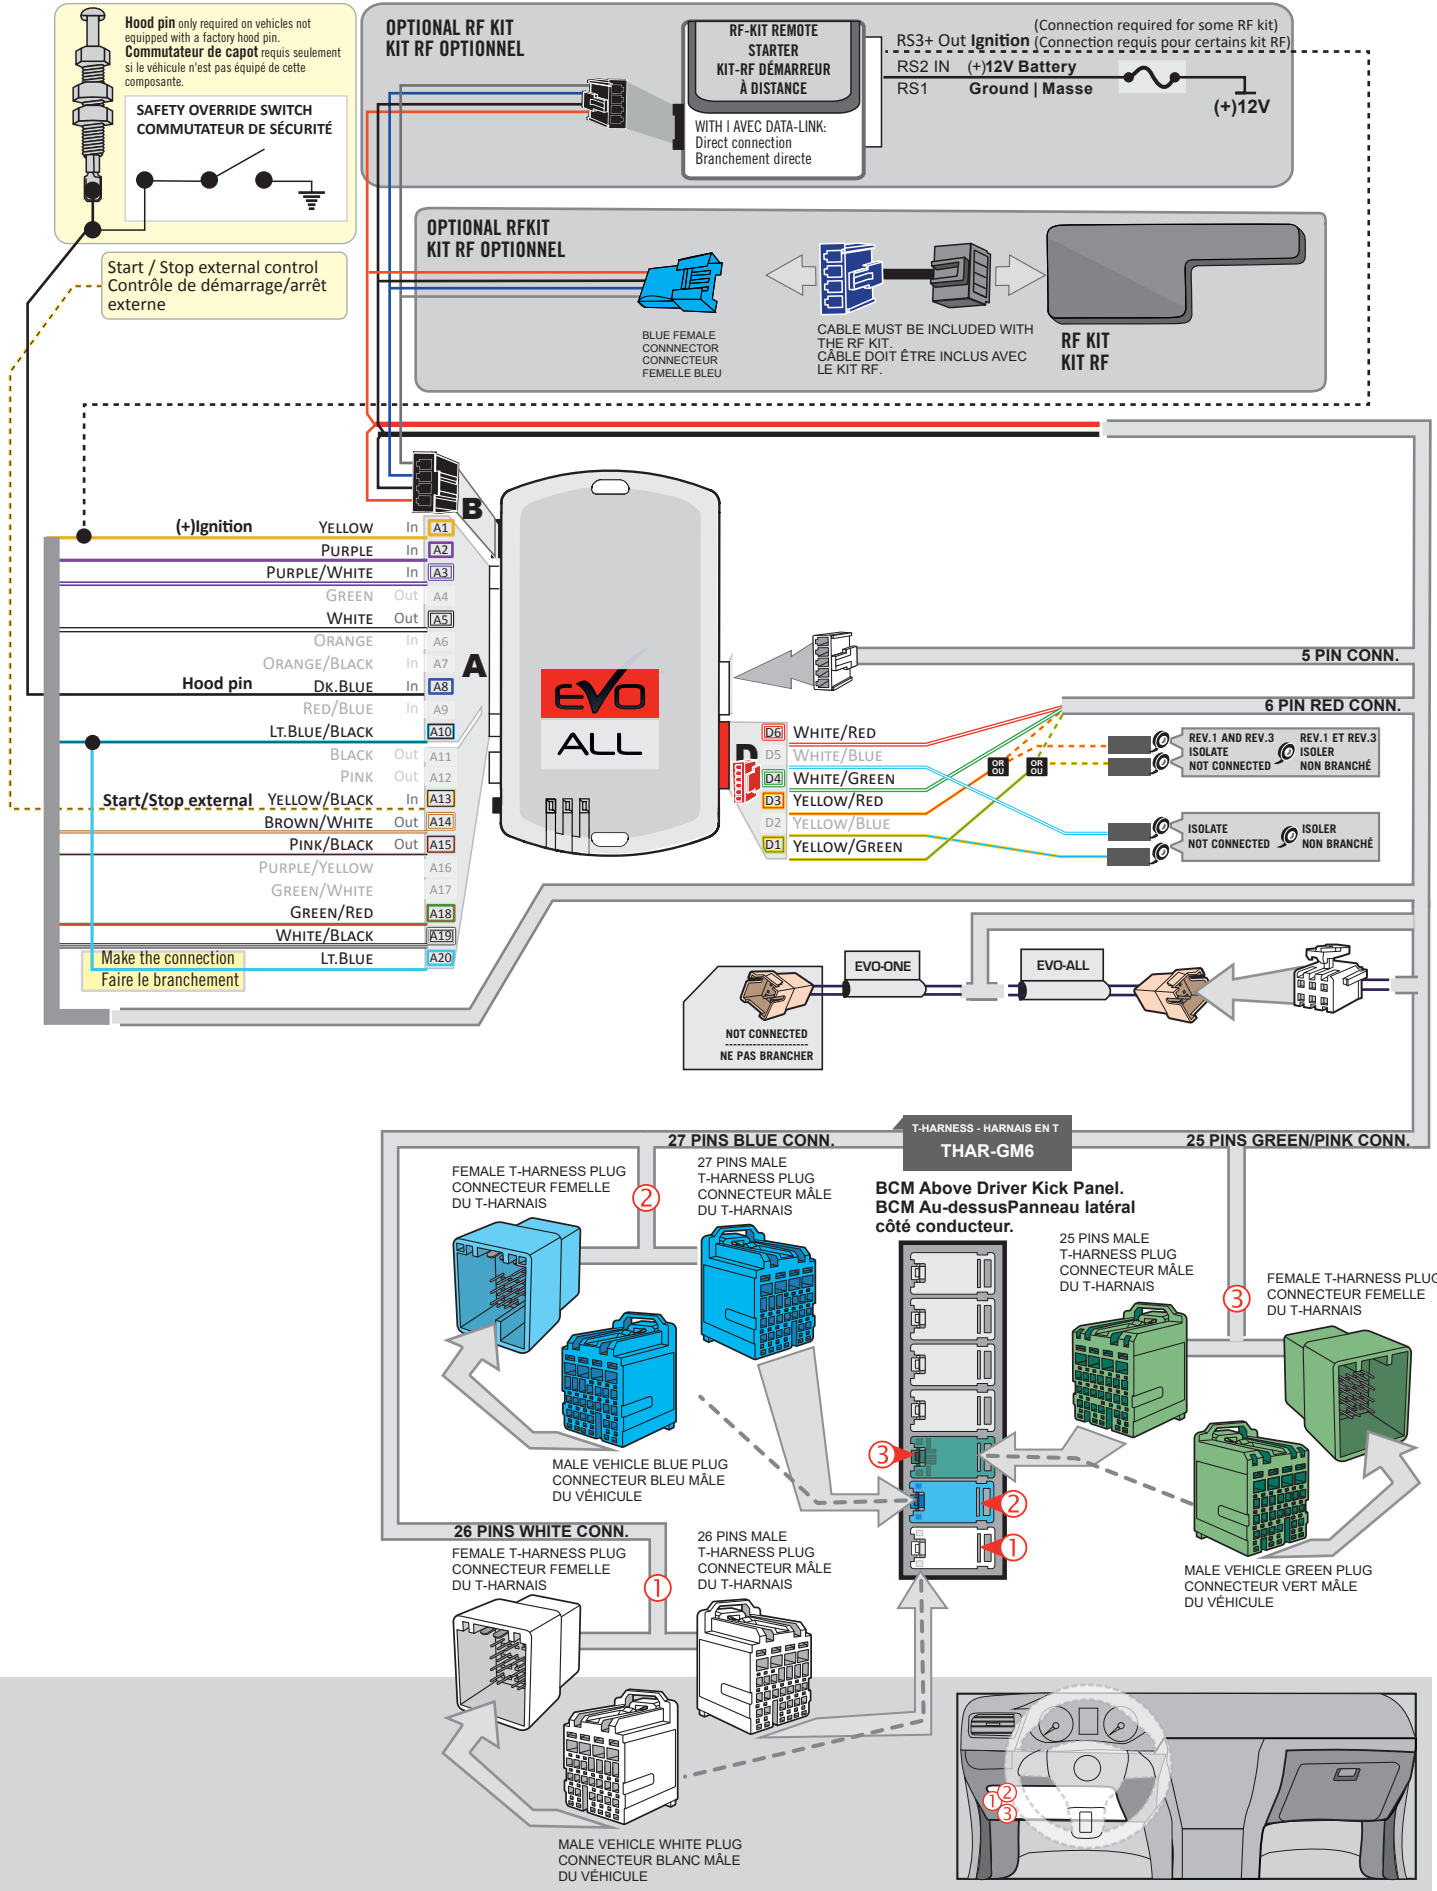 Hood pin only required on vehicles not
equipped with a factory hood pin.
Commutateur de capot requis seulement
si le véhicule n'est pas équipé de cette
composante.
SAFETY OVERRIDE SWITCH
COMMUTATEUR DE SÉCURITÉ
Start / Stop external control
Contrôle de démarrage/arrêt
externe
OPTIONAL RF KIT
KIT RF OPTIONNEL
RF-KIT REMOTE
STARTER
KIT-RF DÉMARREUR
À DISTANCE
WITH | AVEC DATA-LINK:
Direct connection
Branchement directe
(Connection required for some RF kit)
RS3+ Out Ignition (Connection requis pour certains kit RF)
RS2 IN (+)12V Battery
RS1 Ground | Masse
(+)12V
OPTIONAL RFKIT
KIT RF OPTIONNEL
BLUE FEMALE
CONNNECTOR
CONNECTEUR
FEMELLE BLEU
CABLE MUST BE INCLUDED WITH
THE RF KIT.
CÂBLE DOIT ÊTRE INCLUS AVEC
LE KIT RF.
RF KIT
KIT RF
B
A
D
(+)Ignition YELLOW In A1
PURPLE In A2
PURPLE/WHITE In A3
GREEN Out A4
WHITE Out A5
ORANGE In A6
ORANGE/BLACK In A7
Hood pin DK.BLUE In A8
RED/BLUE In A9
LT.BLUE/BLACK A10
BLACK Out A11
PINK Out A12
Start/Stop external YELLOW/BLACK In A13
BROWN/WHITE Out A14
PINK/BLACK Out A15
PURPLE/YELLOW A16
GREEN/WHITE A17
GREEN/RED A18
WHITE/BLACK A19
LT.BLUE A20
Make the connection
Faire le branchement
EVO
ALL
5 PIN CONN.
6 PIN RED CONN.
D6 WHITE/RED
D5 WHITE/BLUE
D4 WHITE/GREEN
D3 YELLOW/RED
D2 YELLOW/BLUE
D1 YELLOW/GREEN
OR
OU
OR
OU
REV.1 AND REV.3
ISOLATE
NOT CONNECTED
REV.1 ET REV.3
ISOLER
NON BRANCHÉ
ISOLATE
NOT CONNECTED
ISOLER
NON BRANCHÉ
EVO-ONE
EVO-ALL
NOT CONNECTED
NE PAS BRANCHER
T-HARNESS - HARNAIS EN T
THAR-GM6
27 PINS BLUE CONN.
25 PINS GREEN/PINK CONN.
FEMALE T-HARNESS PLUG
CONNECTEUR FEMELLE
DU T-HARNAIS
2
27 PINS MALE
T-HARNESS PLUG
CONNECTEUR MÂLE
DU T-HARNAIS
BCM Above Driver Kick Panel.
BCM Au-dessusPanneau latéral
côté conducteur.
25 PINS MALE
T-HARNESS PLUG
CONNECTEUR MÂLE
DU T-HARNAIS
3
FEMALE T-HARNESS PLUG
CONNECTEUR FEMELLE
DU T-HARNAIS
MALE VEHICLE BLUE PLUG
CONNECTEUR BLEU MÂLE
DU VÉHICULE
3
2
1
MALE VEHICLE GREEN PLUG
CONNECTEUR VERT MÂLE
DU VÉHICULE
26 PINS WHITE CONN.
FEMALE T-HARNESS PLUG
CONNECTEUR FEMELLE
DU T-HARNAIS
1
26 PINS MALE
T-HARNESS PLUG
CONNECTEUR MÂLE
DU T-HARNAIS
MALE VEHICLE WHITE PLUG
CONNECTEUR BLANC MÂLE
DU VÉHICULE
1
2
3